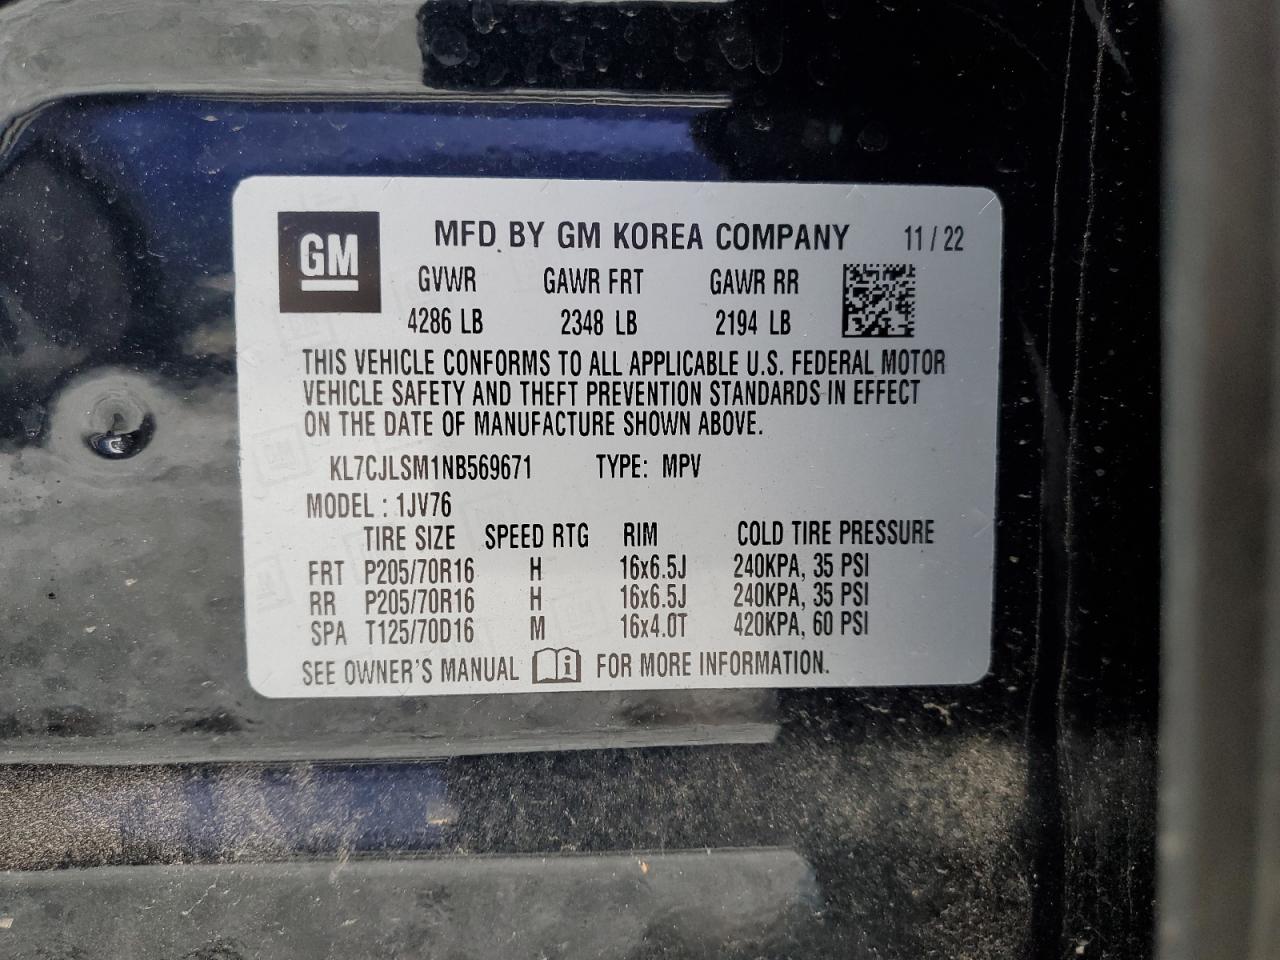 GM
MFD BY GM KOREA COMPANY 11 / 22
GVWR GAWR FRT GAWR RR
4286 LB 2348 LB 2194 LB
THIS VEHICLE CONFORMS TO ALL APPLICABLE U.S. FEDERAL MOTOR
VEHICLE SAFETY AND THEFT PREVENTION STANDARDS IN EFFECT
ON THE DATE OF MANUFACTURE SHOWN ABOVE.
KL7CJLSM1NB569671 TYPE: MPV
MODEL : 1JV76
TIRE SIZE SPEED RTG RIM COLD TIRE PRESSURE
FRT P205/70R16 H 16x6.5J 240KPA, 35 PSI
RR P205/70R16 H 16x6.5J 240KPA, 35 PSI
SPA T125/70D16 M 16x4.0T 420KPA, 60 PSI
SEE OWNER'S MANUAL i FOR MORE INFORMATION.